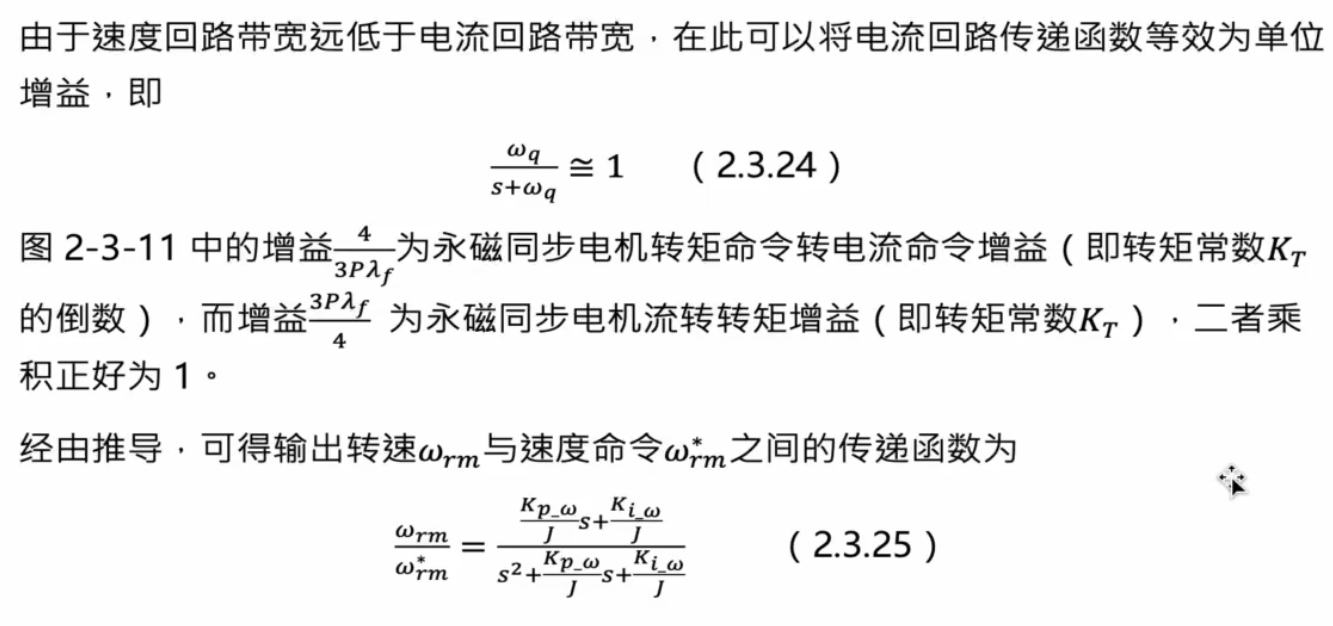 由于速度回路带宽远低于电流回路带宽，在此可以将电流回路传递函数等效为单位
增益，即
$\frac{\omega_q}{s+\omega_q} \cong 1$ （2.3.24）
图 2-3-11 中的增益$\frac{4}{3P\lambda_f}$为永磁同步电机转矩命令转电流命令增益（即转矩常数$K_T$
的倒数），而增益$\frac{3P\lambda_f}{4}$ 为永磁同步电机流转转矩增益（即转矩常数$K_T$），二者乘
积正好为 1。
经由推导，可得输出转速$\omega_{rm}$与速度命令$\omega_{rm}^*$之间的传递函数为
$\frac{\omega_{rm}}{\omega_{rm}^*} = \frac{\frac{K_{p\_\omega}}{J}s+\frac{K_{i\_\omega}}{J}}{s^2+\frac{K_{p\_\omega}}{J}s+\frac{K_{i\_\omega}}{J}}$ （2.3.25）